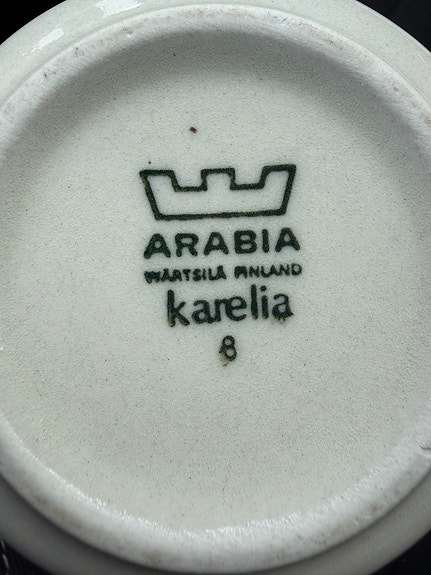 ARABIA
WÄRTSILÄ FINLAND
karelia
8